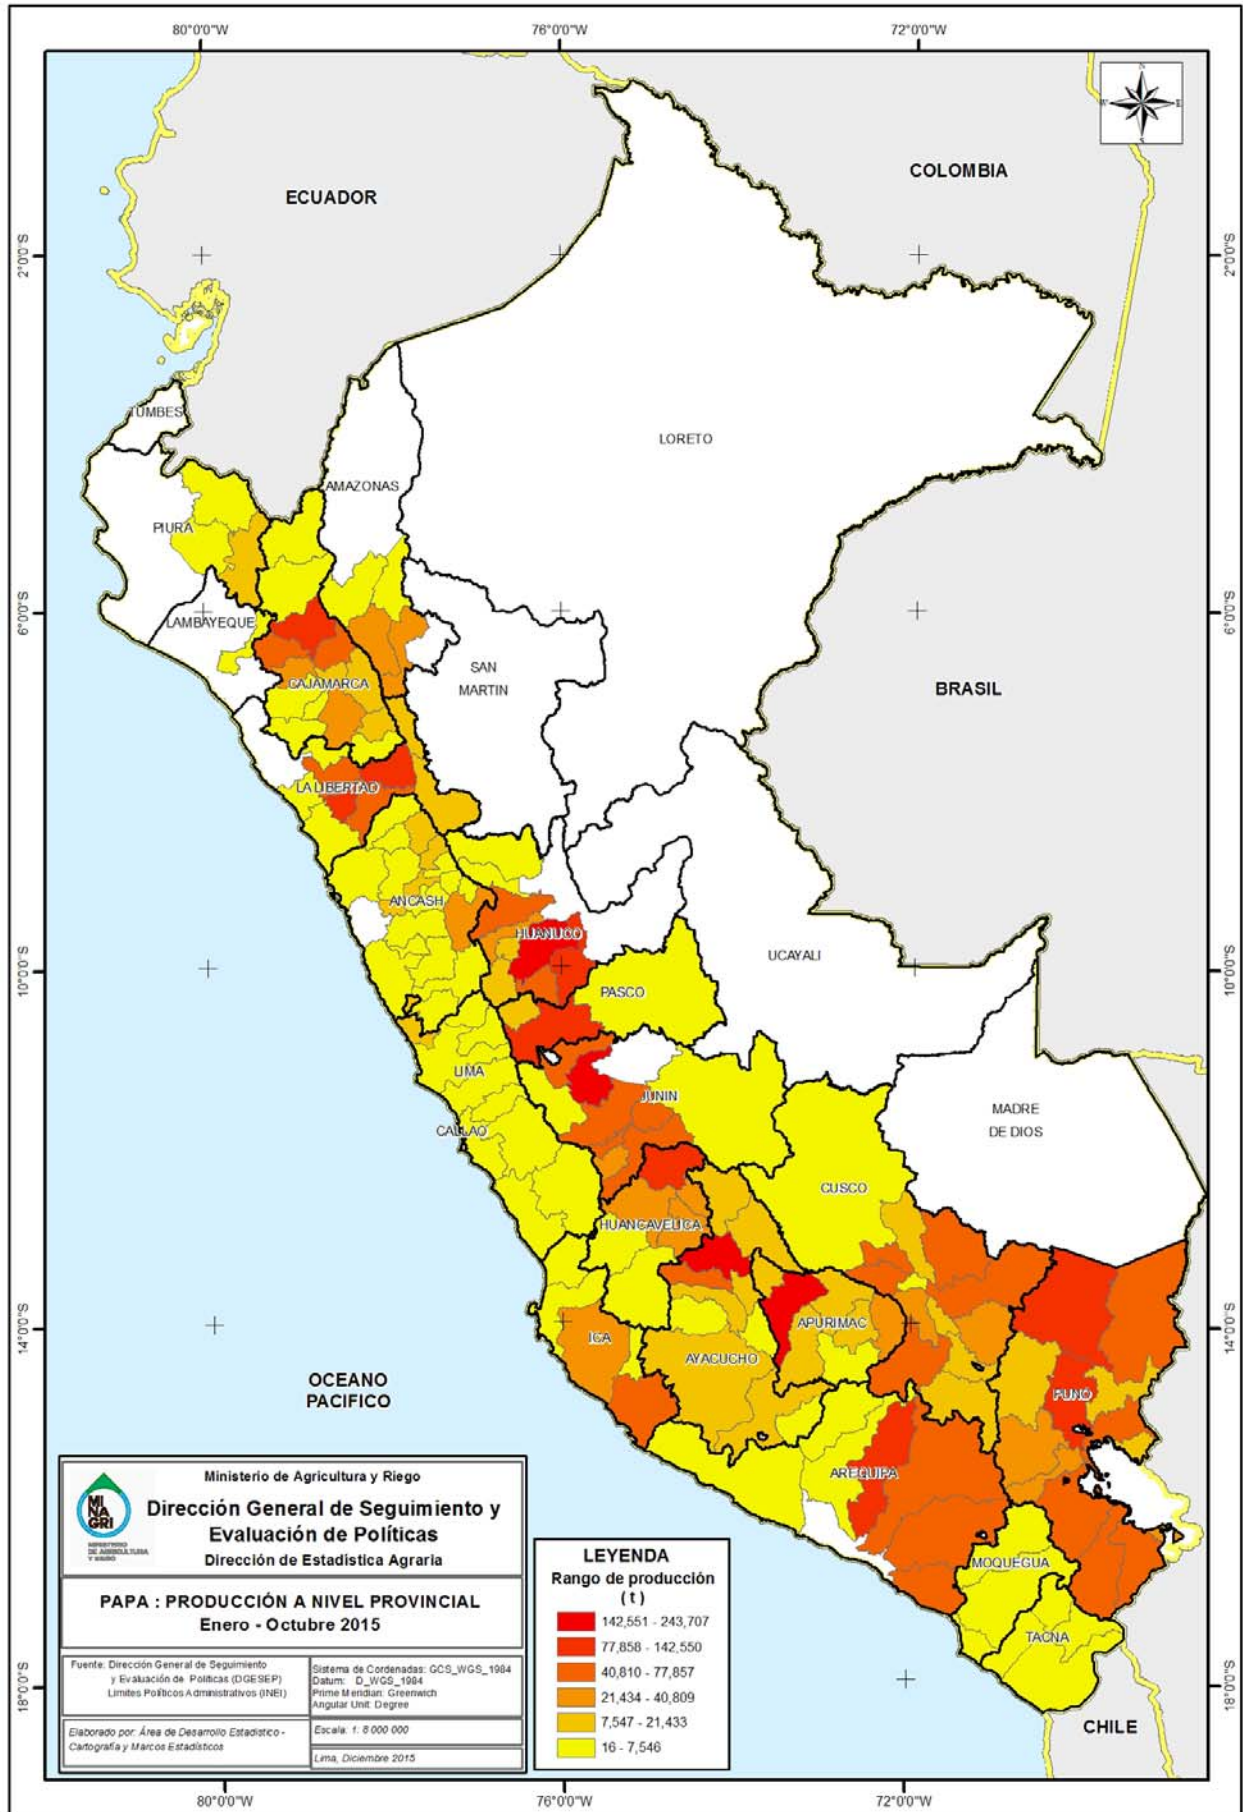 80°0'0"W
76°0'0"W
72°0'0"W
N
W
E
S
ECUADOR
COLOMBIA
2°0'0"S
2°0'0"S
TUMBES
LORETO
AMAZONAS
PIURA
6°0'0"S
6°0'0"S
LAMBAYEQUE
SAN
MARTIN
CAJAMARCA
BRASIL
LA LIBERTAD
ANCASH
HUANUCO
UCAYALI
10°0'0"S
10°0'0"S
PASCO
LIMA
JUNIN
MADRE
DE DIOS
CALLAO
CUSCO
HUANCAVELICA
14°0'0"S
14°0'0"S
ICA
APURIMAC
AYACUCHO
PUNO
OCEANO
PACIFICO
AREQUIPA
MOQUEGUA
TACNA
18°0'0"S
18°0'0"S
CHILE
MINAGRI
MINISTERIO
DE AGRICULTURA
Y RIEGO
Ministerio de Agricultura y Riego
Dirección General de Seguimiento y
Evaluación de Políticas
Dirección de Estadística Agraria
PAPA : PRODUCCIÓN A NIVEL PROVINCIAL
Enero - Octubre 2015
Fuente: Dirección General de Seguimiento
y Evaluación de Políticas (DGESEP)
Límites Políticos Administrativos (INEI)
Sistema de Cordenadas: GCS_WGS_1984
Datum: D_WGS_1984
Prime Meridian: Greenwich
Angular Unit: Degree
Elaborado por: Área de Desarrollo Estadístico -
Cartografía y Marcos Estadísticos
Escala: 1: 8 000 000
Lima, Diciembre 2015
LEYENDA
Rango de producción
( t )
142,551 - 243,707
77,858 - 142,550
40,810 - 77,857
21,434 - 40,809
7,547 - 21,433
16 - 7,546
80°0'0"W
76°0'0"W
72°0'0"W